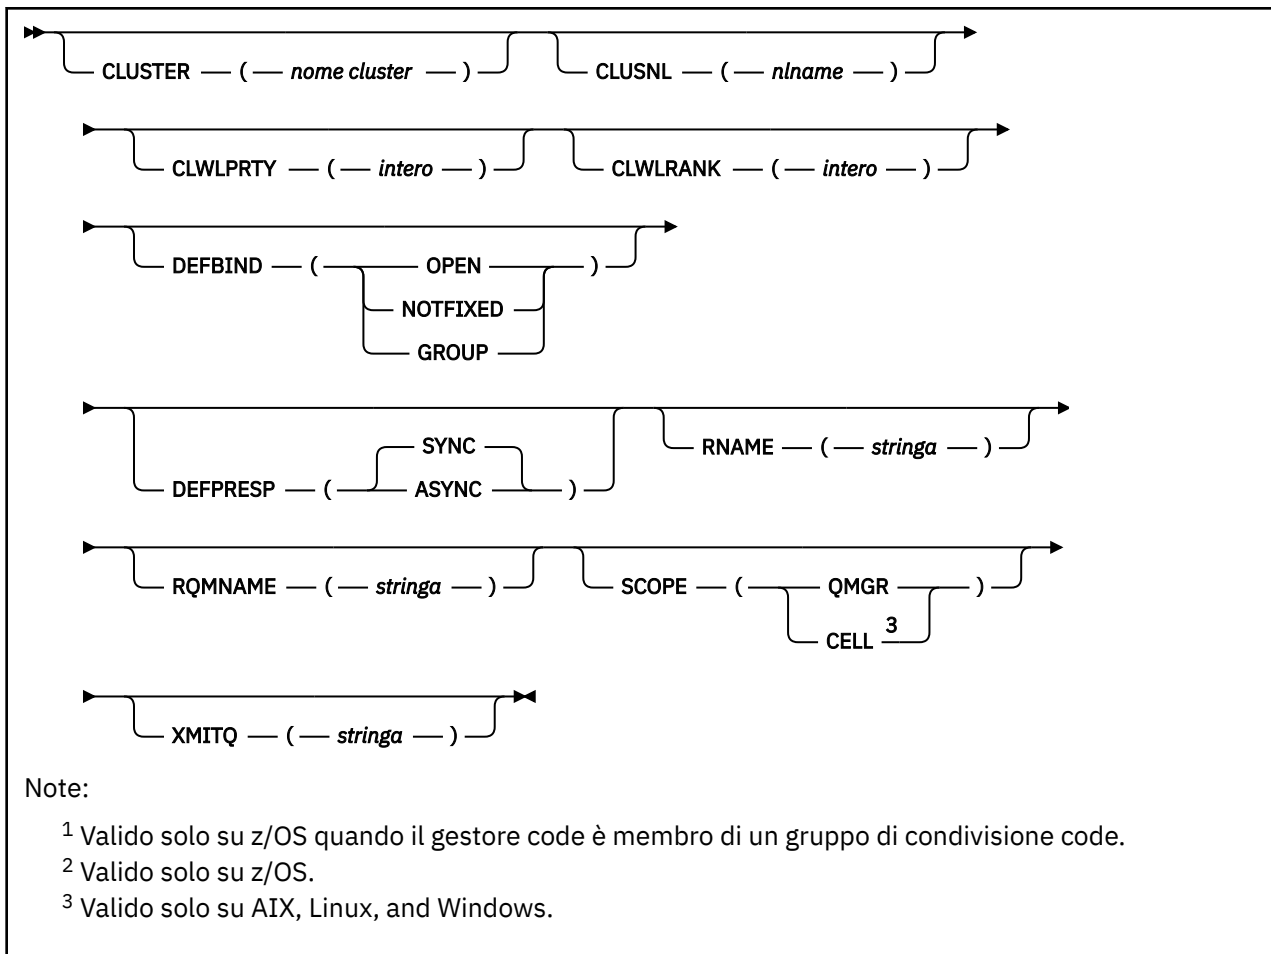 CLUSTER ( nome cluster ) CLUSNL ( nlname )
CLWLPRTY ( intero ) CLWLRANK ( intero )
DEFBIND ( OPEN )
NOTFIXED
GROUP
SYNC
RNAME ( stringa )
DEFPRESP ( ASYNC )
RQMNAME ( stringa ) SCOPE ( QMGR )
CELL 3
XMITQ ( stringa )
Note:
1 Valido solo su z/OS quando il gestore code è membro di un gruppo di condivisione code.
2 Valido solo su z/OS.
3 Valido solo su AIX, Linux, and Windows.